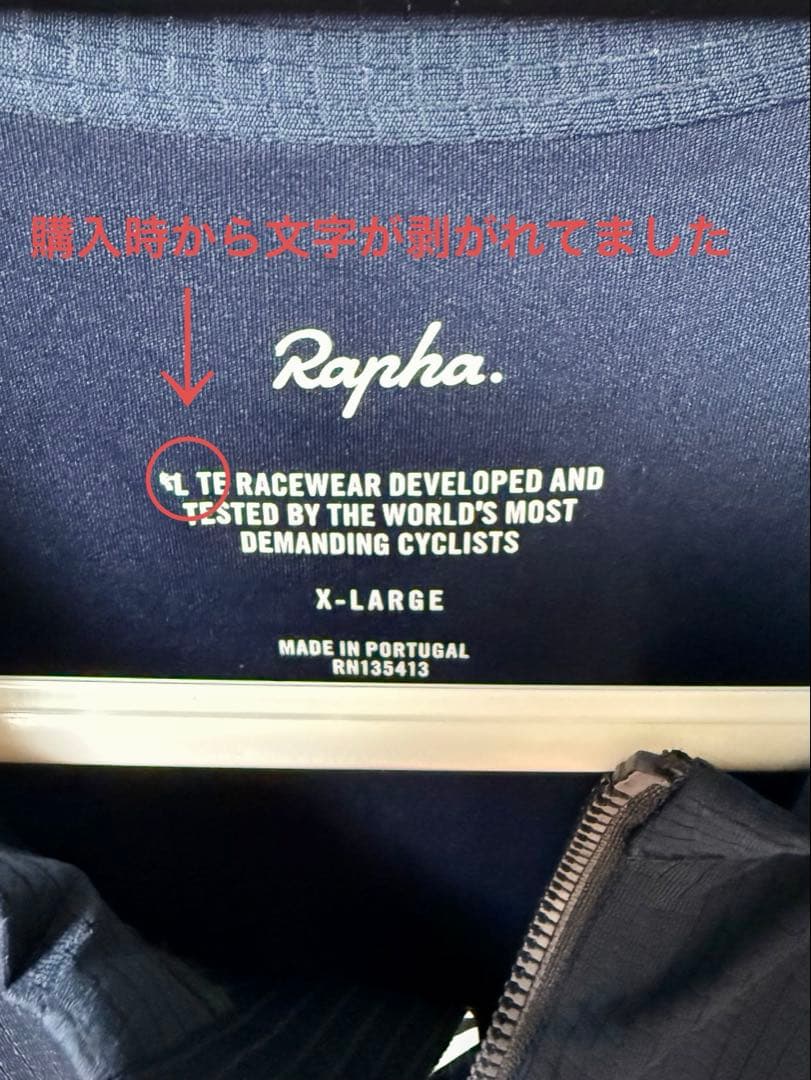 購入時から文字が剥がれてました
Rapha.
L TE RACEWEAR DEVELOPED AND
TESTED BY THE WORLD'S MOST
DEMANDING CYCLISTS
X-LARGE
MADE IN PORTUGAL
RN135413